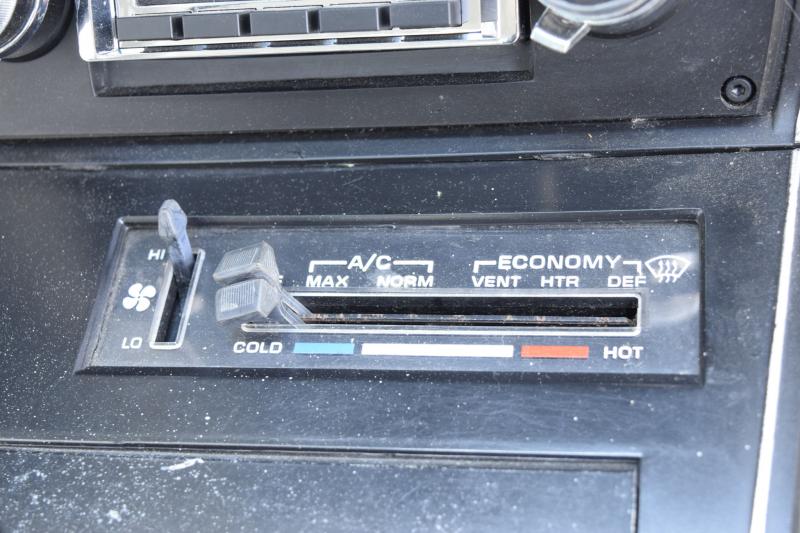 HI
LO
A/C
MAX NORM
ECONOMY
VENT HTR DEF
COLD
HOT